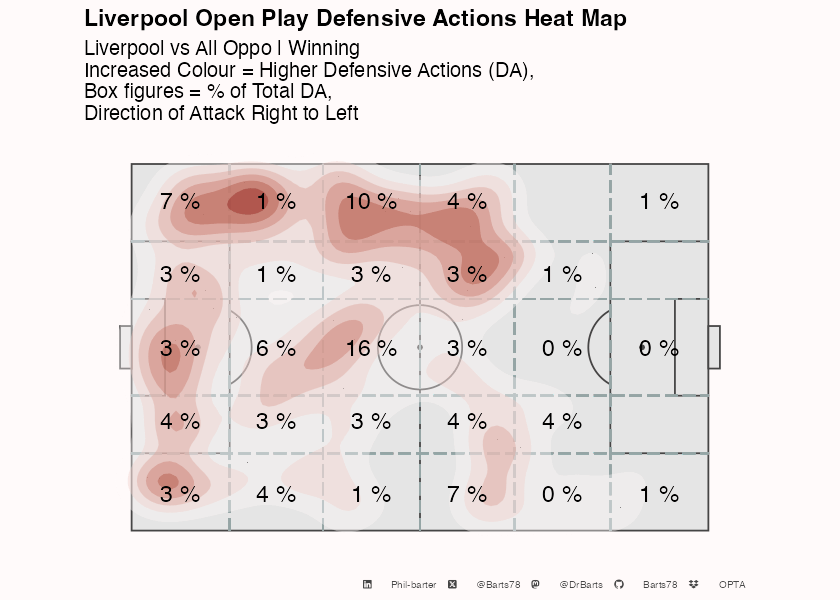 Liverpool Open Play Defensive Actions Heat Map
Liverpool vs All Oppo I Winning
Increased Colour = Higher Defensive Actions (DA),
Box figures = % of Total DA,
Direction of Attack Right to Left
7 % 1 % 10 % 4 % 1 %
3 % 1 % 3 % 3 % 1 %
3 % 6 % 16 % 3 % 0 % 0 %
4 % 3 % 3 % 4 % 4 %
3 % 4 % 1 % 7 % 0 % 1 %
Phil-barter @Barts78 @DrBarts Barts78 OPTA